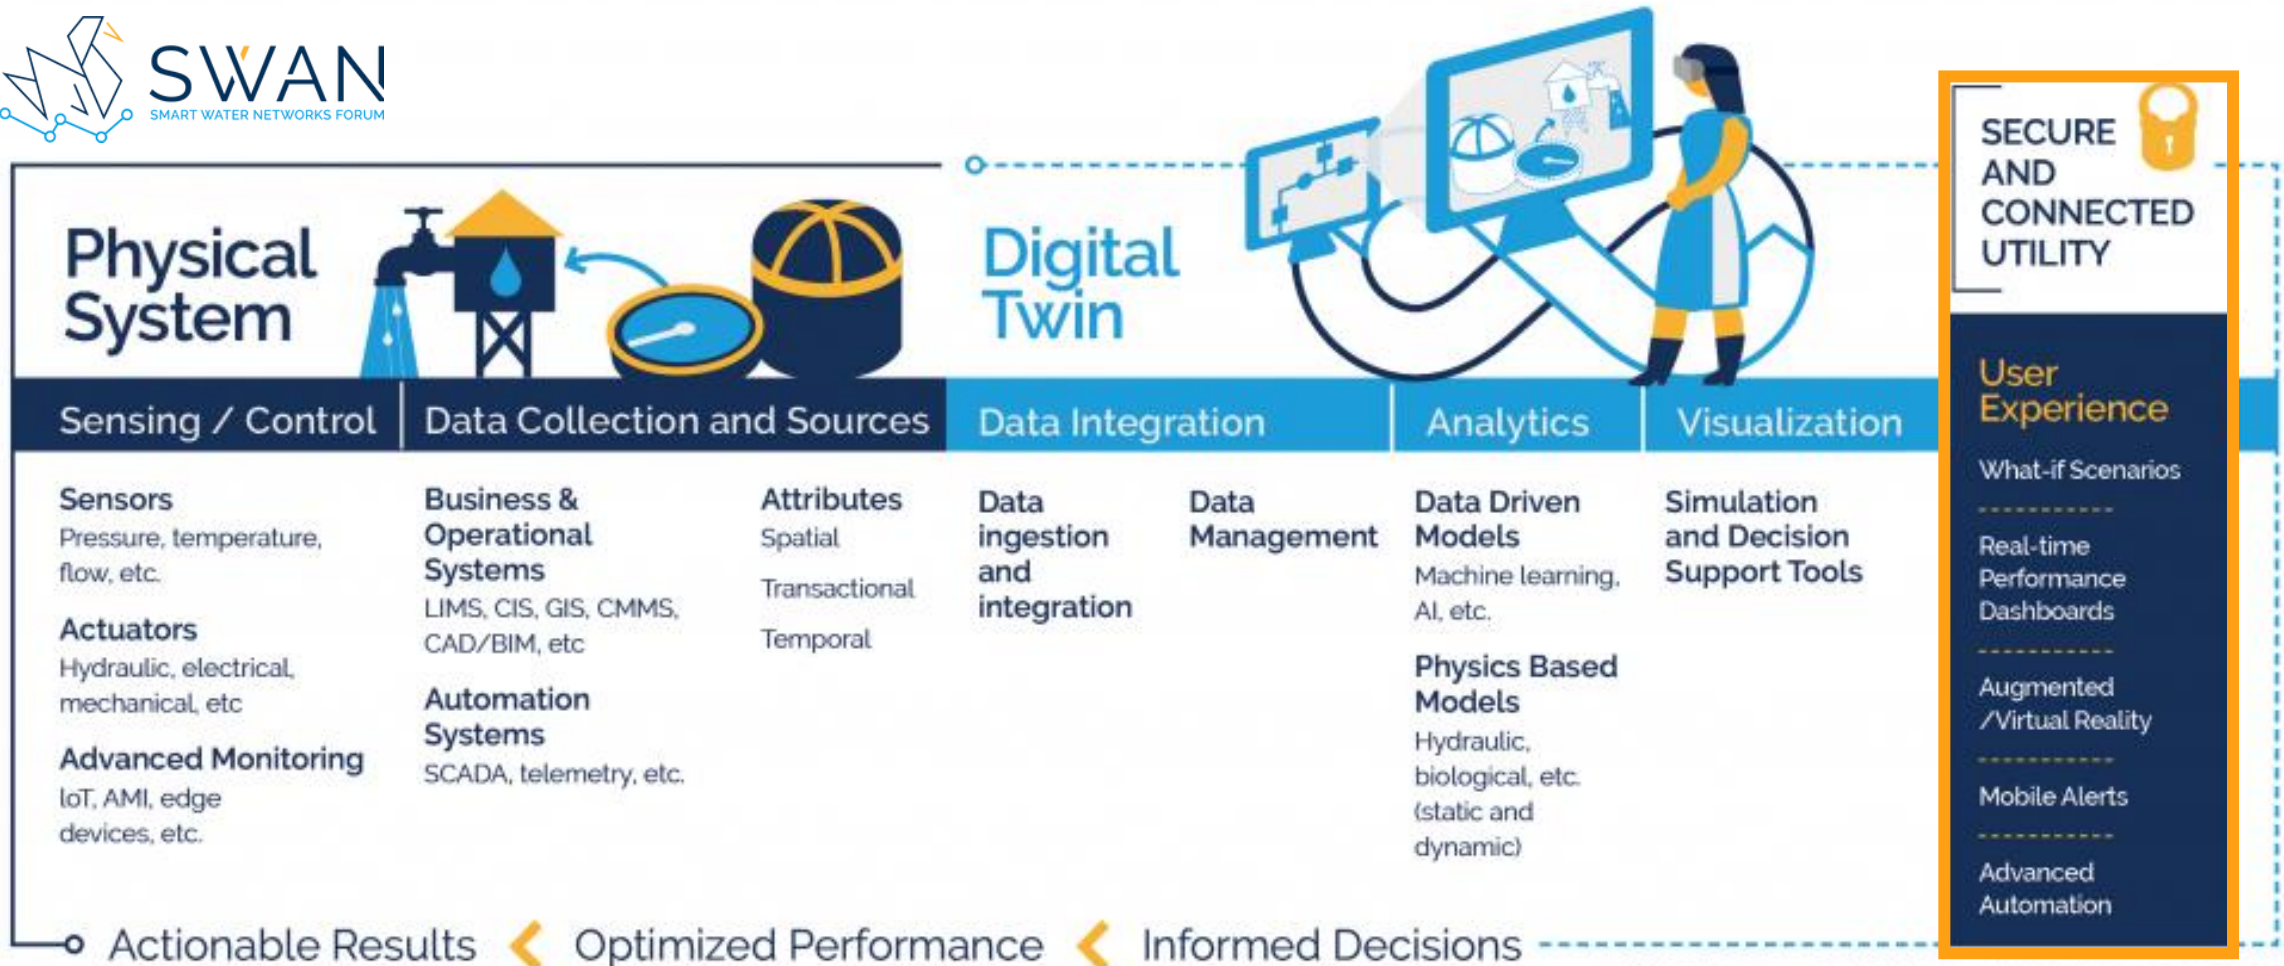 SWAN
SMART WATER NETWORKS FORUM
Physical
System
Digital
Twin
SECURE
AND
CONNECTED
UTILITY
Sensing / Control
Data Collection and Sources
Data Integration
Analytics
Visualization
Sensors
Pressure, temperature,
flow, etc.
Actuators
Hydraulic, electrical,
mechanical, etc
Advanced Monitoring
IoT, AMI, edge
devices, etc.
Business &
Operational
Systems
LIMS, CIS, GIS, CMMS,
CAD/BIM, etc
Automation
Systems
SCADA, telemetry, etc.
Attributes
Spatial
Transactional
Temporal
Data
ingestion
and
integration
Data
Management
Data Driven
Models
Machine learning,
AI, etc.
Physics Based
Models
Hydraulic,
biological, etc.
(static and
dynamic)
Simulation
and Decision
Support Tools
User
Experience
What-if Scenarios
Real-time
Performance
Dashboards
Augmented
/Virtual Reality
Mobile Alerts
Advanced
Automation
Actionable Results
Optimized Performance
Informed Decisions